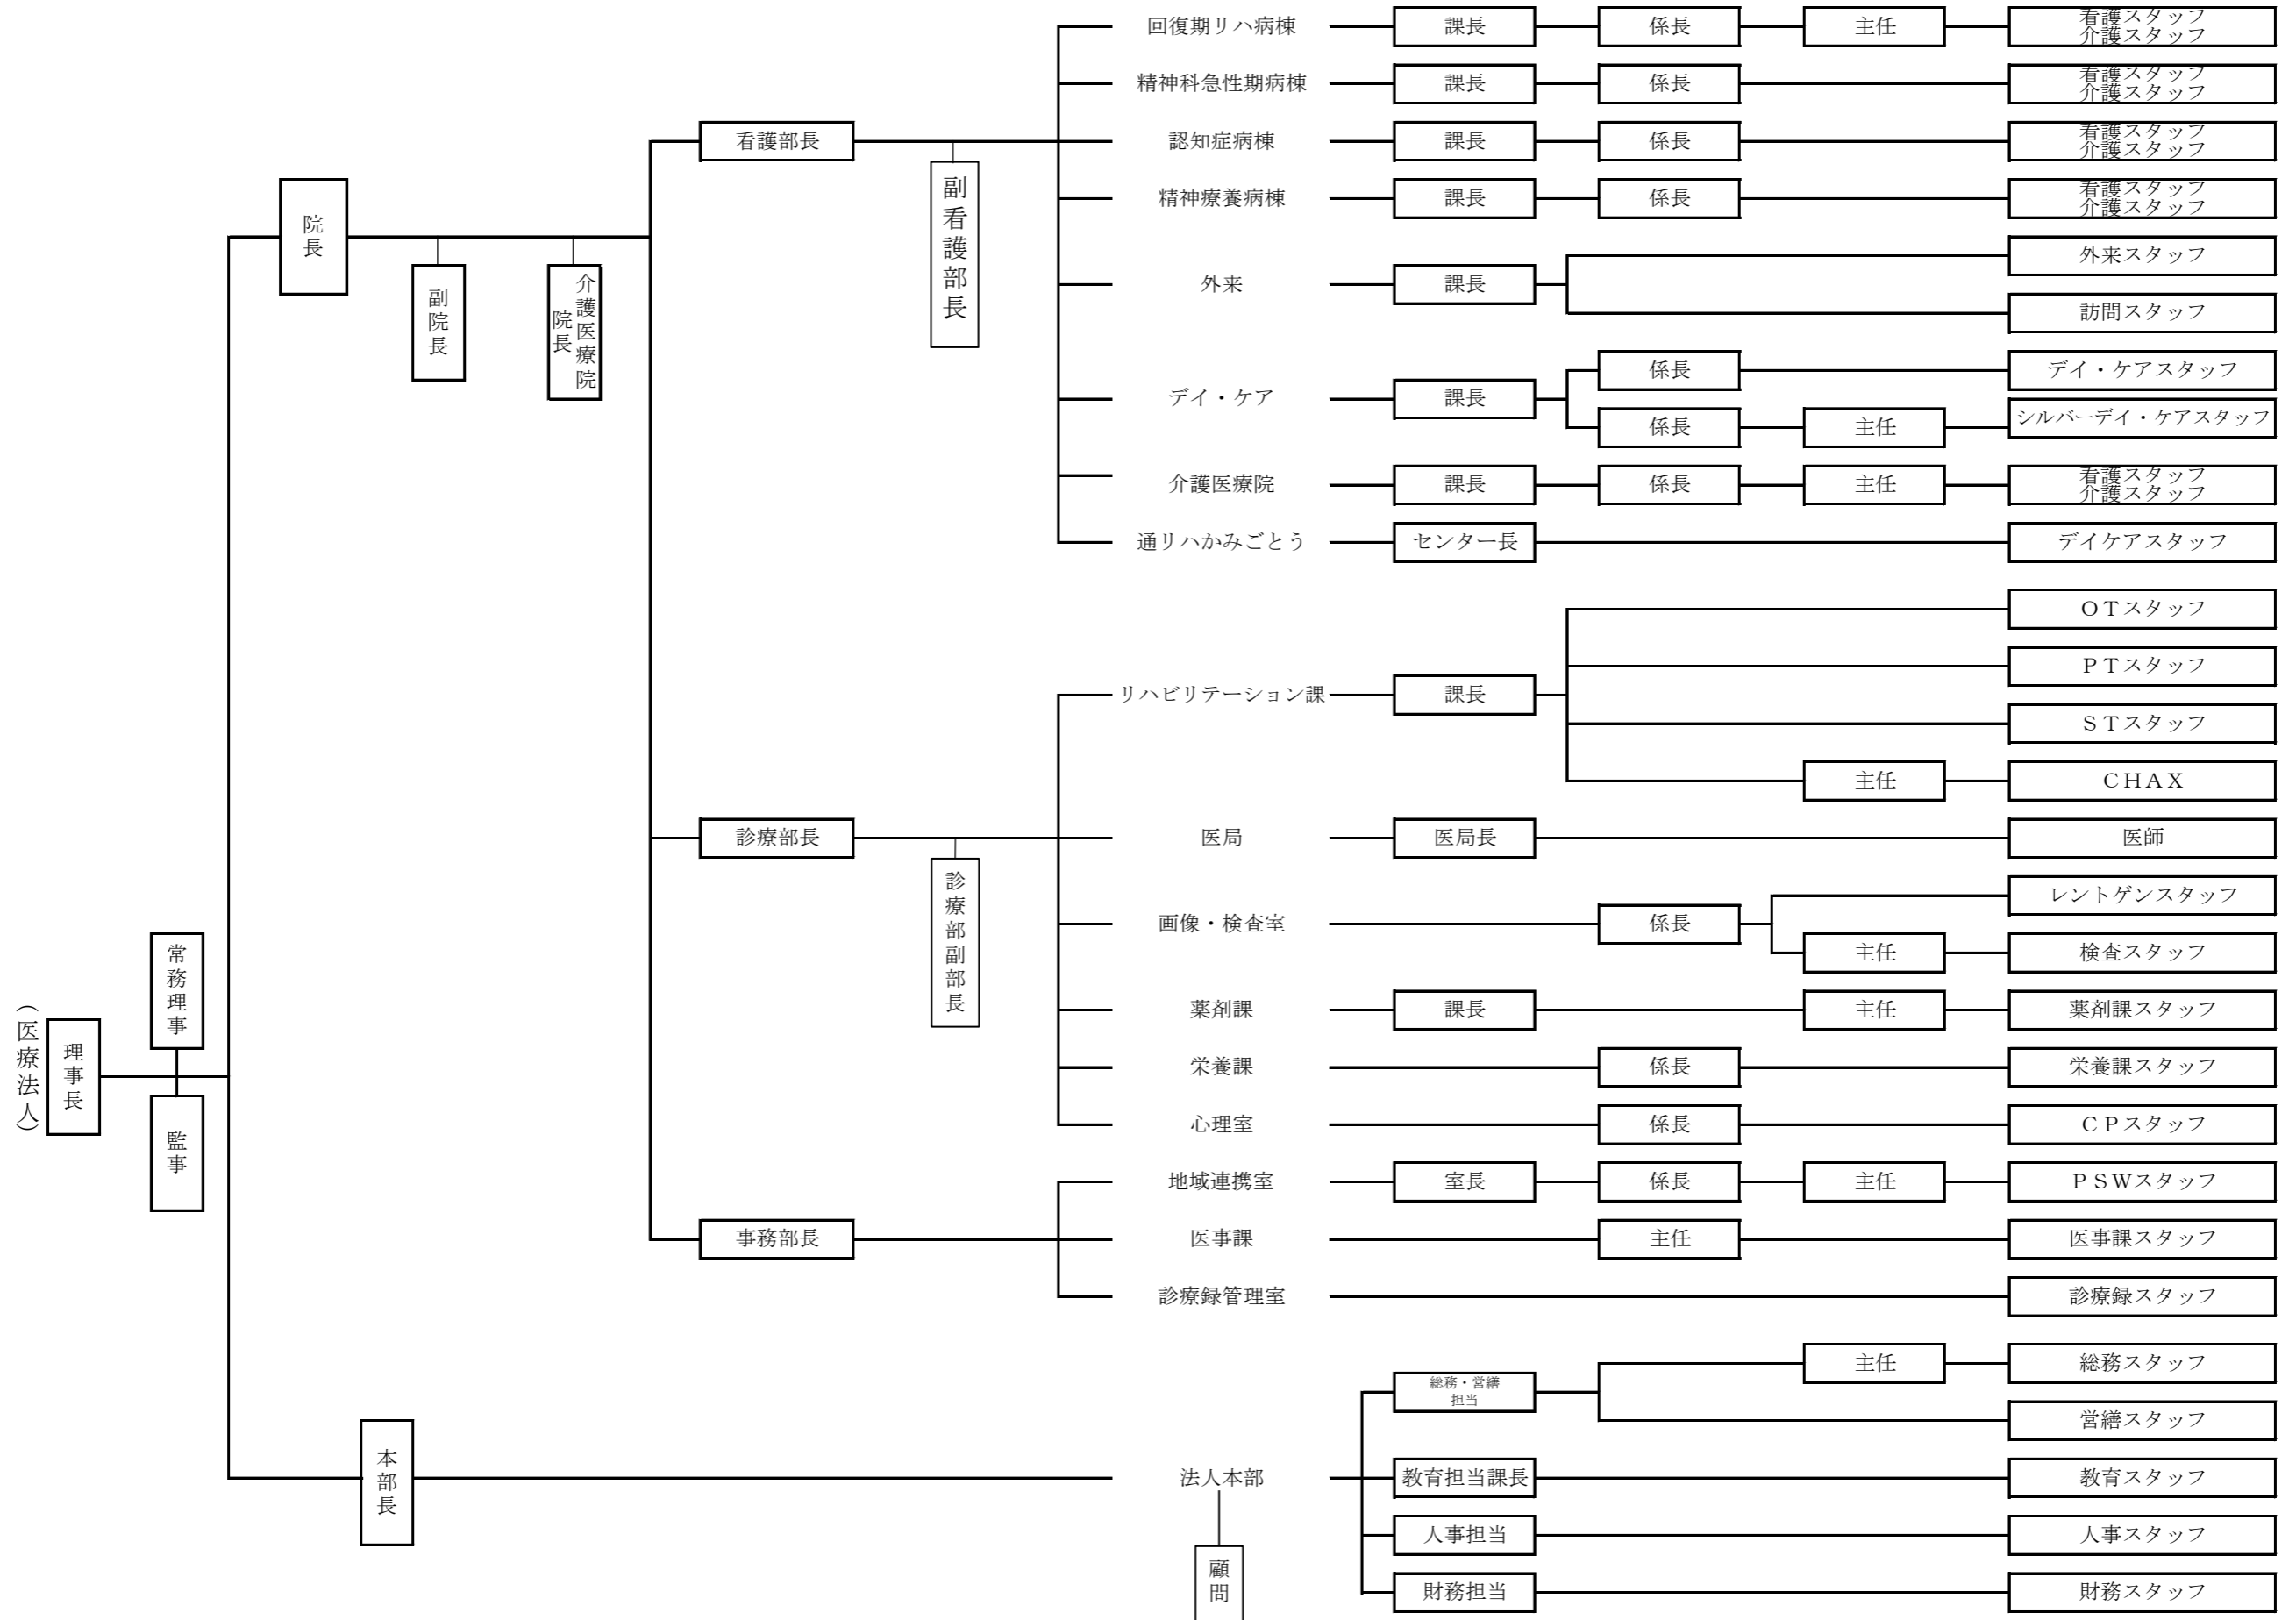 (医療法人)
理事長
常務理事
監事
院長
副院長
介護医療院
院長
看護部長
副看護部長
回復期リハ病棟 課長 係長 主任 看護スタッフ
介護スタッフ
精神科急性期病棟 課長 係長 看護スタッフ
介護スタッフ
認知症病棟 課長 係長 看護スタッフ
介護スタッフ
精神療養病棟 課長 係長 看護スタッフ
介護スタッフ
外来 課長 外来スタッフ
訪問スタッフ
デイ・ケア 課長 係長 デイ・ケアスタッフ
係長 主任 シルバーデイ・ケアスタッフ
介護医療院 課長 係長 主任 看護スタッフ
介護スタッフ
通リハかみごとう センター長 デイケアスタッフ
診療部長
診療部副部長
リハビリテーション課 課長 OTスタッフ
PTスタッフ
STスタッフ
主任 CHAX
医局 医局長 医師
画像・検査室 係長 レントゲンスタッフ
主任 検査スタッフ
薬剤課 課長 主任 薬剤課スタッフ
栄養課 係長 栄養課スタッフ
心理室 係長 CPスタッフ
事務部長
地域連携室 室長 係長 主任 PSWスタッフ
医事課 主任 医事課スタッフ
診療録管理室 診療録スタッフ
本部長
法人本部
顧問
総務・営繕
担当
主任 総務スタッフ
営繕スタッフ
教育担当課長 教育スタッフ
人事担当 人事スタッフ
財務担当 財務スタッフ